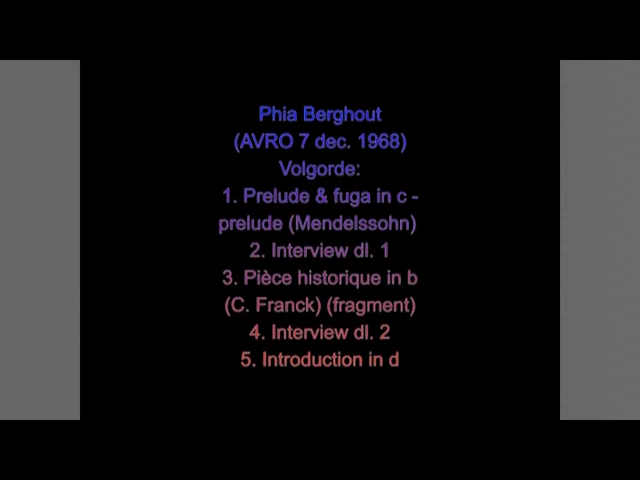 Phia Berghout
(AVRO 7 dec. 1968)
Volgorde:
1. Prelude & fuga in c -
prelude (Mendelssohn)
2. Interview dl. 1
3. Pièce historique in b
(C. Franck) (fragment)
4. Interview dl. 2
5. Introduction in d